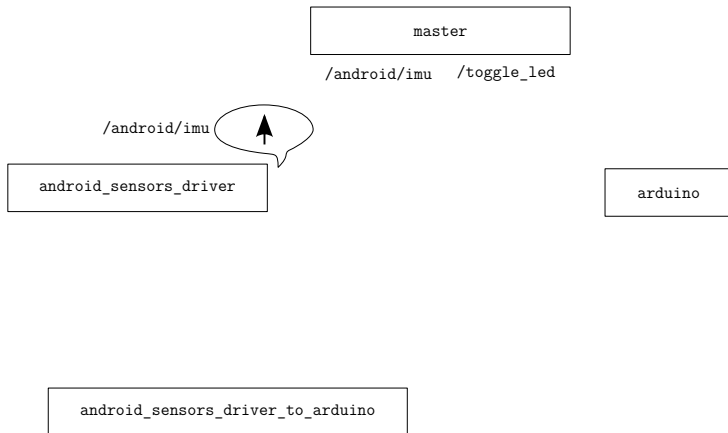 master
/android/imu /toggle_led
/android/imu
android_sensors_driver
arduino
android_sensors_driver_to_arduino